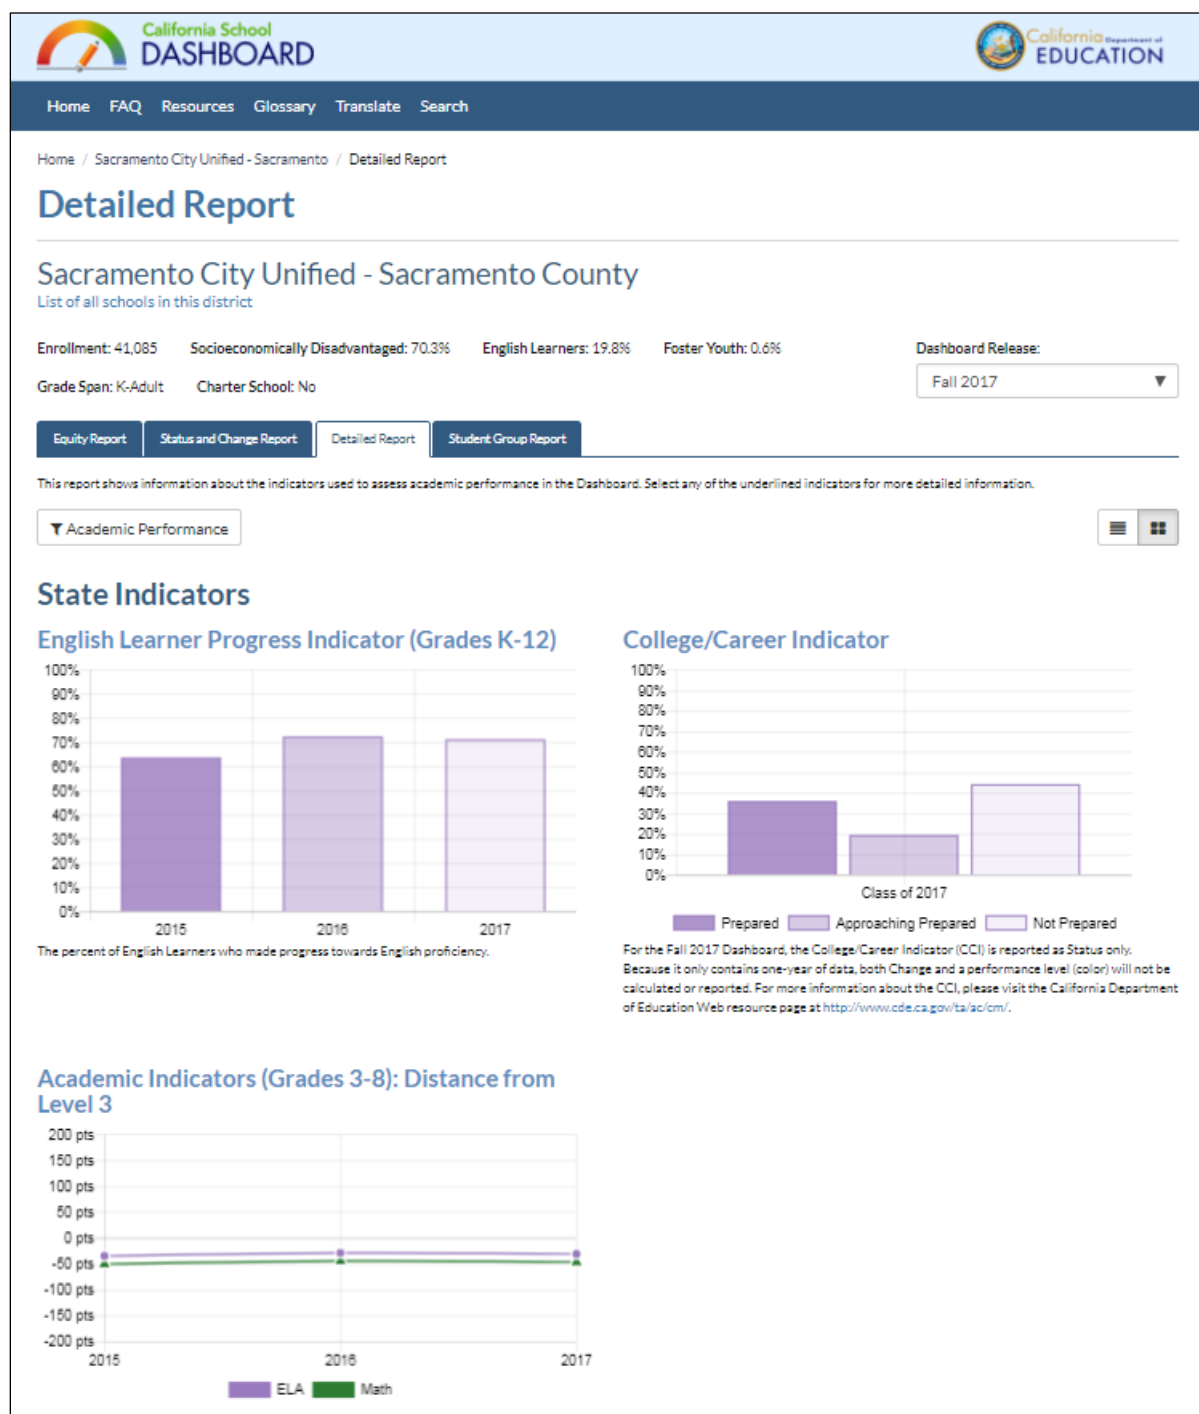 California School
DASHBOARD
California Department of
EDUCATION
Home FAQ Resources Glossary Translate Search
Home / Sacramento City Unified - Sacramento / Detailed Report
Detailed Report
Sacramento City Unified - Sacramento County
List of all schools in this district
Enrollment: 41,085 Socioeconomically Disadvantaged: 70.3% English Learners: 19.8% Foster Youth: 0.6%
Dashboard Release:
Grade Span: K-Adult Charter School: No
Fall 2017
Equity Report Status and Change Report Detailed Report Student Group Report
This report shows information about the indicators used to assess academic performance in the Dashboard. Select any of the underlined indicators for more detailed information.
Academic Performance
State Indicators
English Learner Progress Indicator (Grades K-12)
100%
90%
80%
70%
60%
50%
40%
30%
20%
10%
0%
2015 2016 2017
The percent of English Learners who made progress towards English proficiency.
College/Career Indicator
100%
90%
80%
70%
60%
50%
40%
30%
20%
10%
0%
Class of 2017
Prepared Approaching Prepared Not Prepared
For the Fall 2017 Dashboard, the College/Career Indicator (CCI) is reported as Status only.
Because it only contains one-year of data, both Change and a performance level (color) will not be
calculated or reported. For more information about the CCI, please visit the California Department
of Education Web resource page at http://www.cde.ca.gov/ta/ac/cm/.
Academic Indicators (Grades 3-8): Distance from
Level 3
200 pts
150 pts
100 pts
50 pts
0 pts
-50 pts
-100 pts
-150 pts
-200 pts
2015 2016 2017
ELA Math